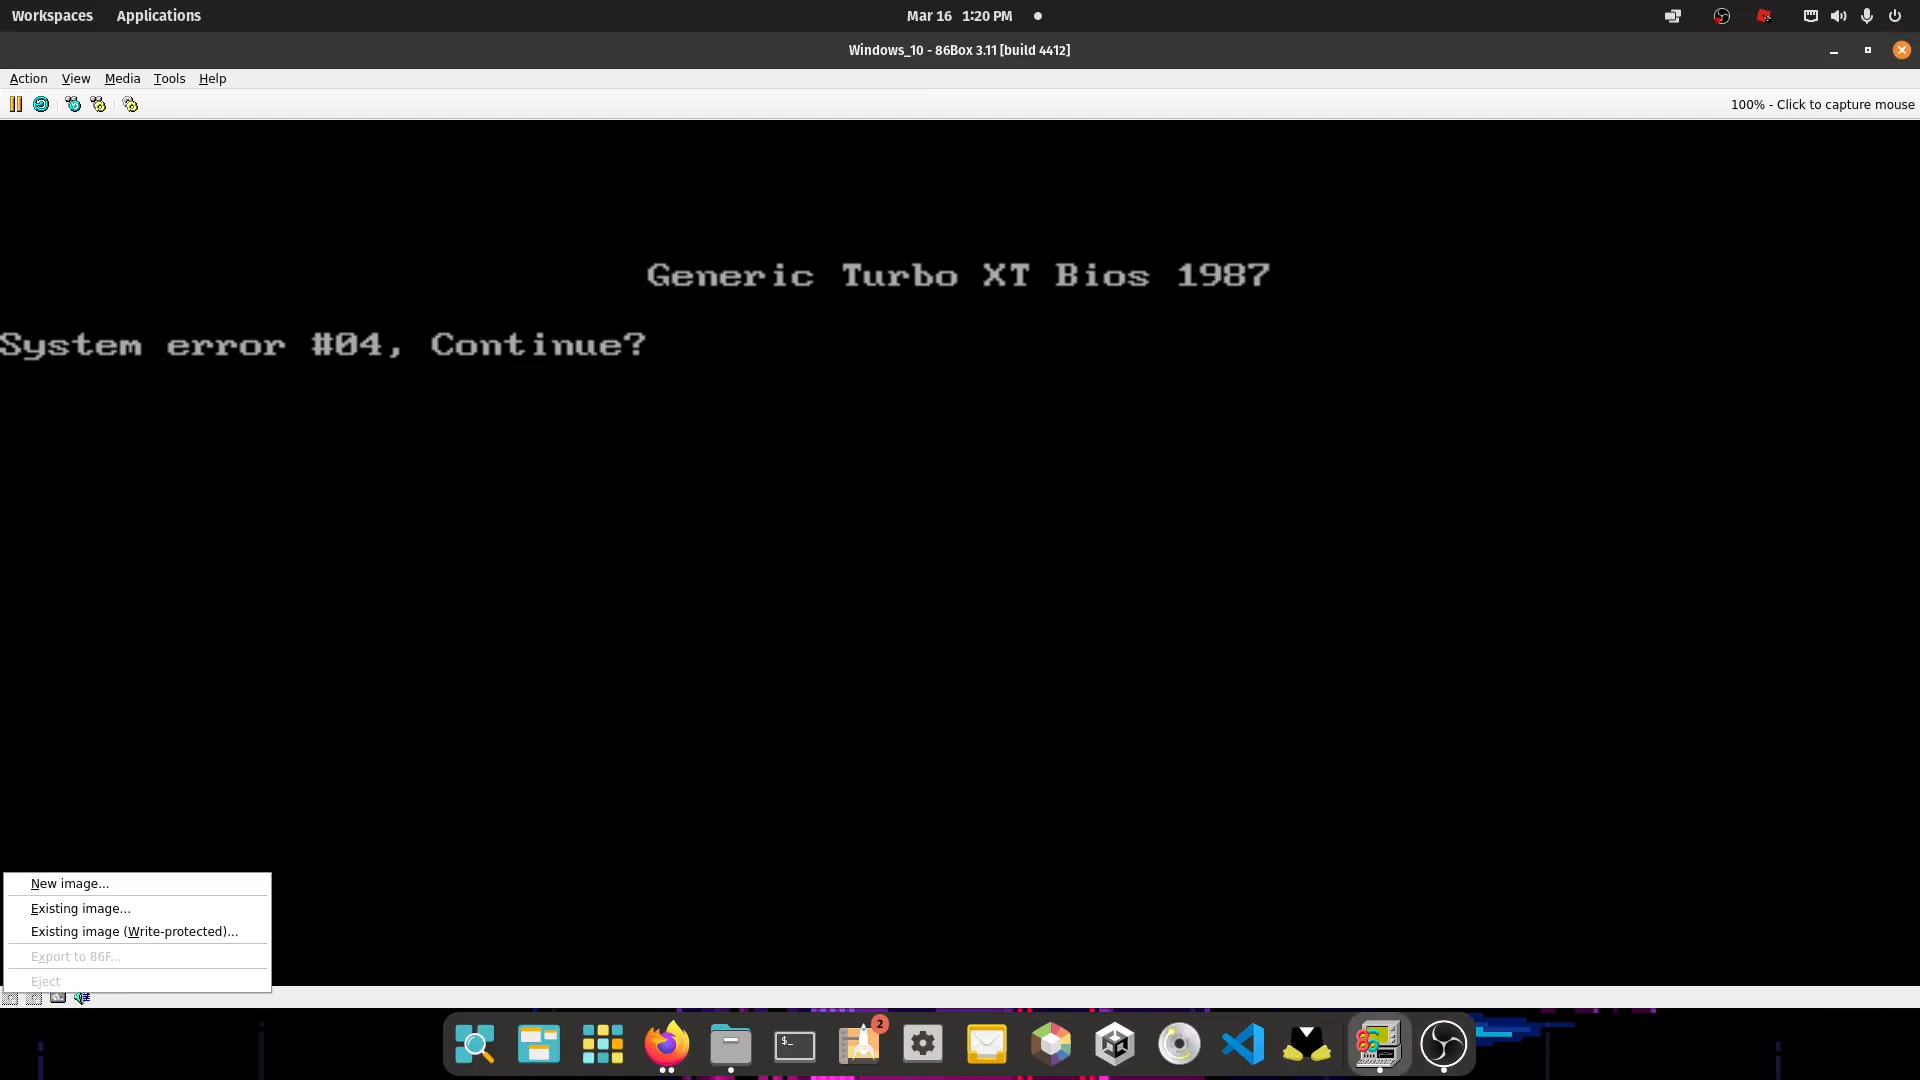 Workspaces Applications Mar 16 1:20 PM
Windows_10 - 86Box 3.11 [build 4412]
Action View Media Tools Help
100% - Click to capture mouse
Generic Turbo XT Bios 1987
System error #04, Continue?
New image...
Existing image...
Existing image (Write-protected)...
Export to 86F...
Eject
2
$_
86